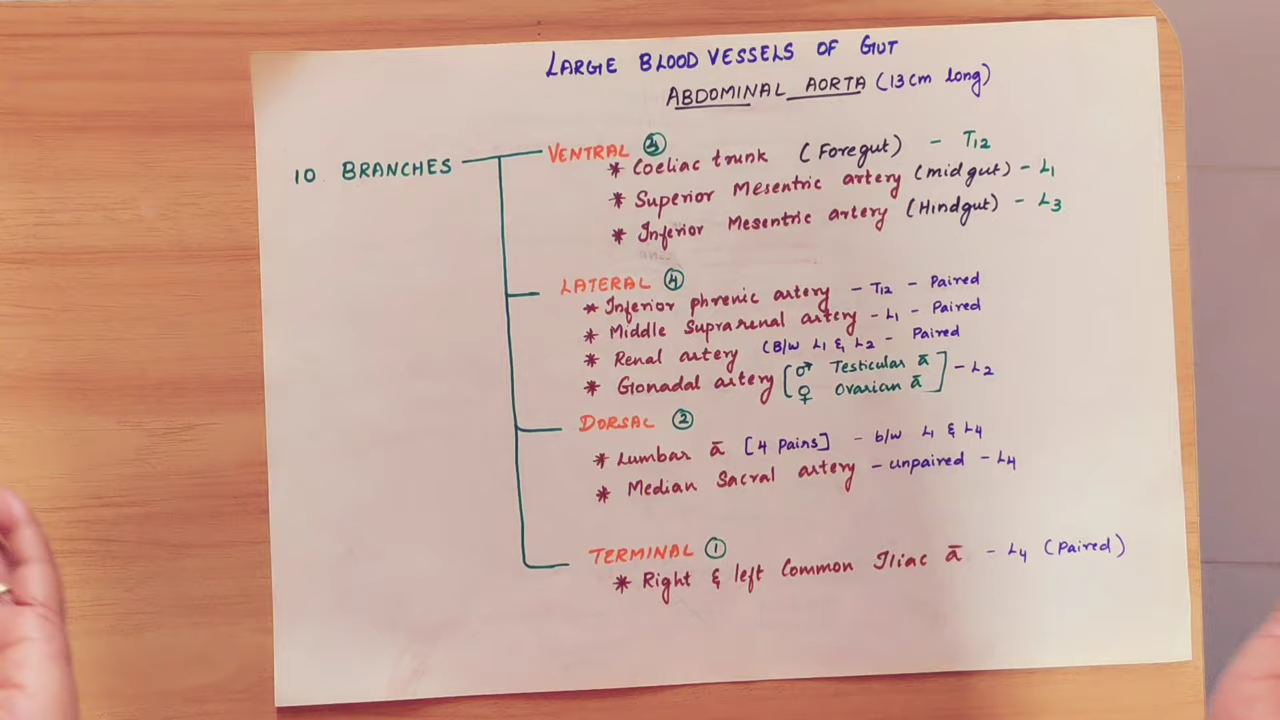 LARGE BLOOD VESSELS OF GUT
ABDOMINAL AORTA (13cm long)
10 BRANCHES
VENTRAL 3
* Coeliac trunk (Foregut) - T12
* Superior Mesentric artery (midgut) - L1
* Inferior Mesentric artery (Hindgut) - L3
LATERAL 4
* Inferior phrenic artery - T12 - Paired
* Middle Suprarenal artery - L1 - Paired
* Renal artery (B/w L1 & L2 - Paired
* Gonadal artery [♂ Testicular ā
♀ Ovarian ā] - L2
DORSAL 2
* Lumbar ā [4 Pairs] - b/w L1 & L4
* Median Sacral artery - unpaired - L4
TERMINAL 1
* Right & left Common Iliac ā - L4 (Paired)